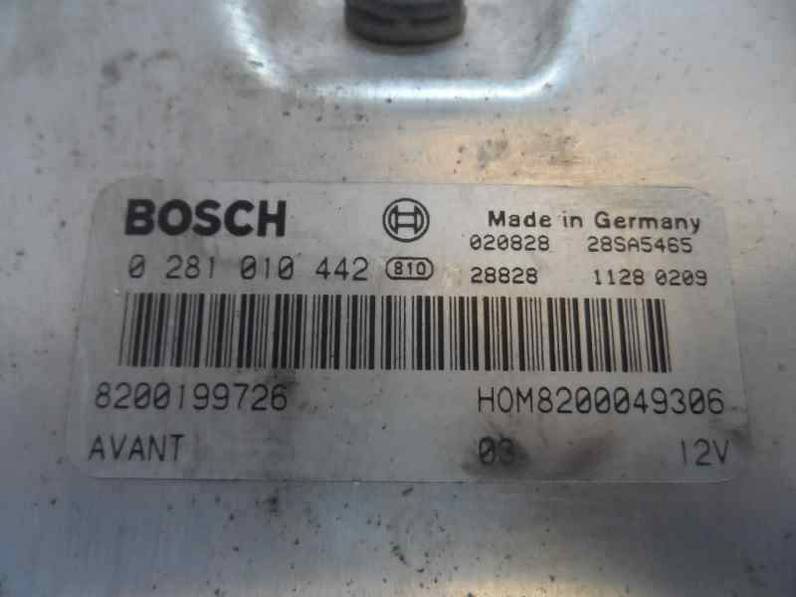 BOSCH Made in Germany
020828 28SA5465
0 281 010 442 810 28828 1128 0209
8200199726 HOM8200049306
AVANT 03 12V